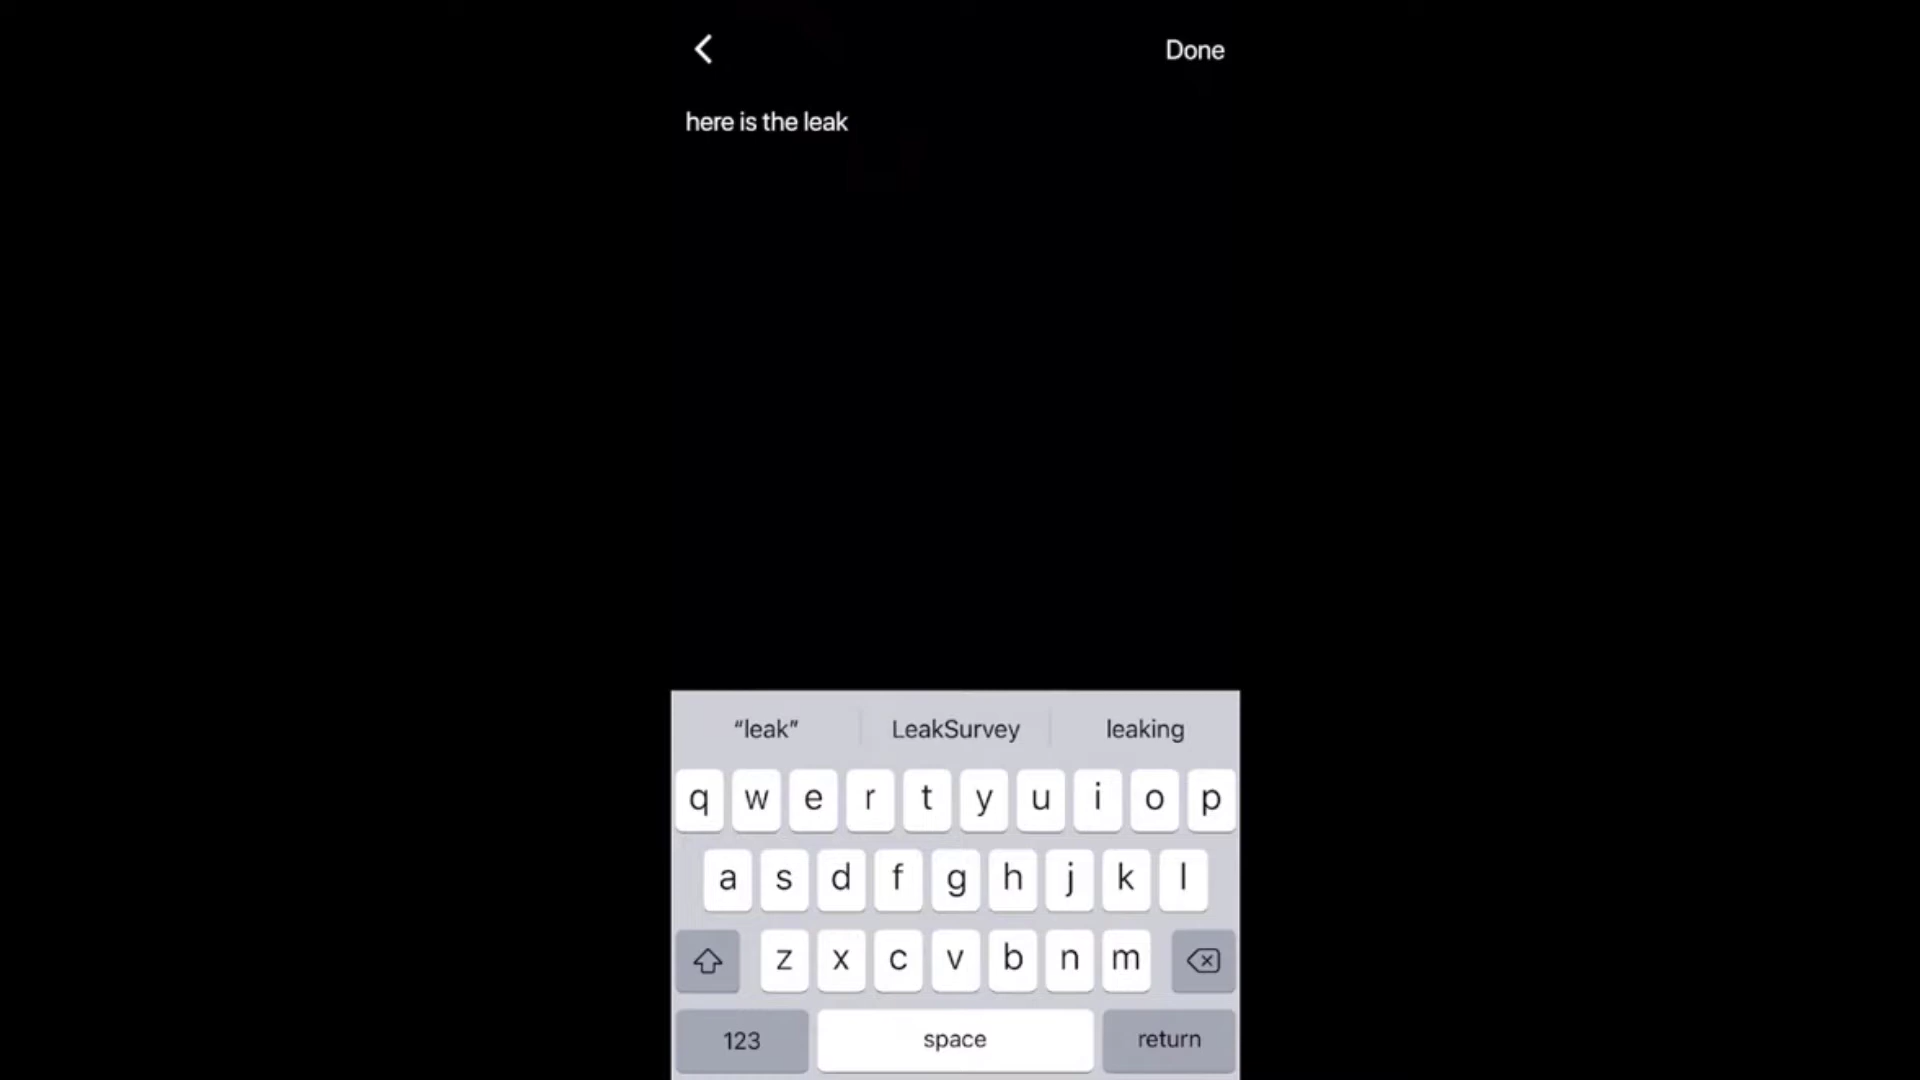 Done
here is the leak
“leak” LeakSurvey leaking
q w e r t y u i o p
a s d f g h j k l
z x c v b n m
123 space return